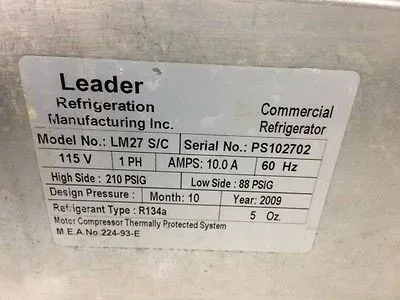 Leader
Refrigeration
Manufacturing Inc.
Commercial
Refrigerator
Model No.: LM27 S/C Serial No.: PS102702
115 V 1 PH AMPS: 10.0 A 60 Hz
High Side : 210 PSIG Low Side : 88 PSIG
Design Pressure : Month: 10 Year: 2009
Refrigerant Type : R134a 5 Oz.
Motor Compressor Thermally Protected System
M.E.A.No.224-93-E